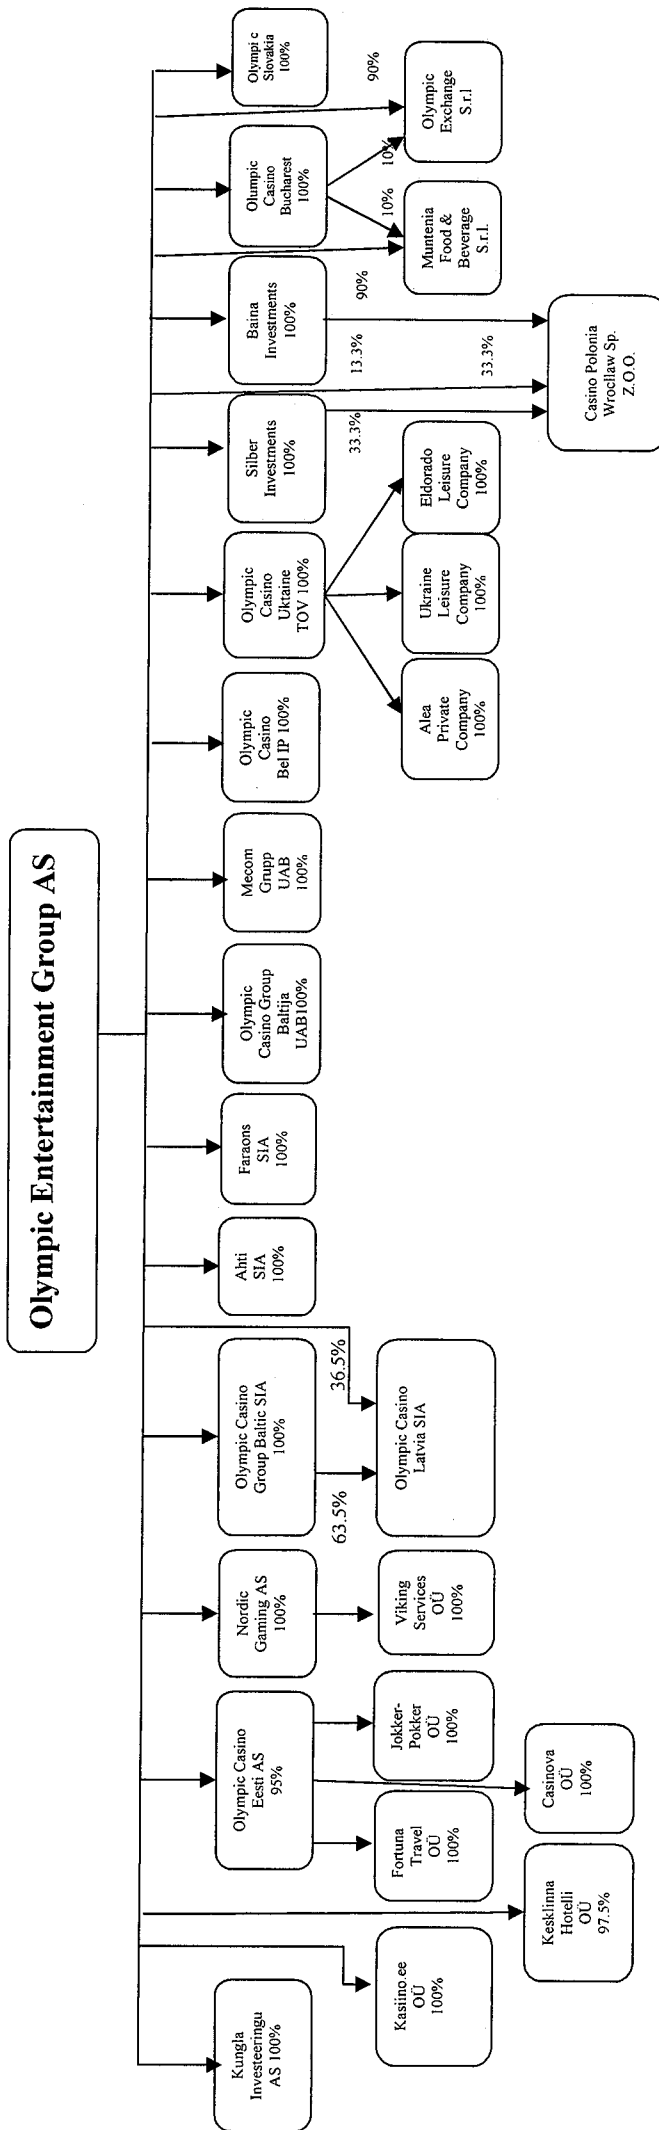 Olympic Entertainment Group AS
Kungla
Investeeringu
AS 100%
Kasiino.ee
OÜ
100%
Kesklinna
Hotelli
OÜ
97.5%
Olympic Casino
Eesti AS
95%
Fortuna
Travel
OÜ
100%
Jokker-
Pokker
OÜ
100%
Casinova
OÜ
100%
Nordic
Gaming AS
100%
Viking
Services
OÜ
100%
Olympic Casino
Group Baltic SIA
100%
63.5%
36.5%
Olympic Casino
Latvia SIA
Ahti
SIA
100%
Faraons
SIA
100%
Olympic
Casino Group
Baltija
UAB100%
Mecom
Grupp
UAB
100%
Olympic
Casino
Bel IP 100%
Olympic
Casino
Uktaine
TOV 100%
Alea
Private
Company
100%
Ukraine
Leisure
Company
100%
Eldorado
Leisure
Company
100%
Silber
Investments
100%
33.3%
Baina
Investments
100%
13.3%
33.3%
Casino Polonia
Wrocllaw Sp.
Z.O.O.
90%
Olumpic
Casino
Bucharest
100%
10%
10%
Muntenia
Food &
Beverage
S.r.l.
Olympi c
Slovakia
100%
90%
Olympic
Exchange
S.r.l